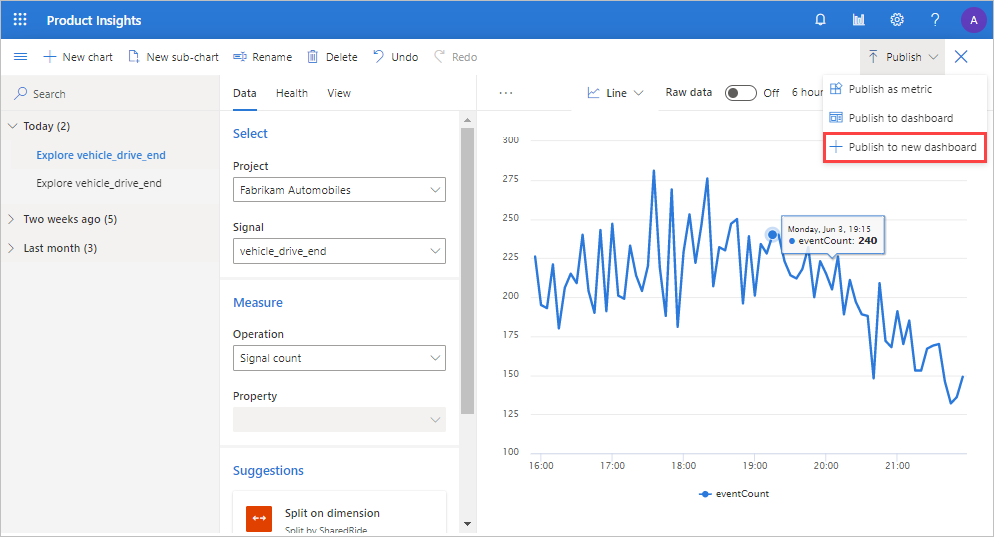 Product Insights
?
A
New chart
New sub-chart
Rename
Delete
Undo
Redo
Publish
Publish as metric
Publish to dashboard
Publish to new dashboard
Search
Today (2)
Explore vehicle_drive_end
Explore vehicle_drive_end
Two weeks ago (5)
Last month (3)
Data
Health
View
Select
Project
Fabrikam Automobiles
Signal
vehicle_drive_end
Measure
Operation
Signal count
Property
Suggestions
Split on dimension
Split by SharedRide
...
Line
Raw data
Off
6 hour
300
275
250
225
200
175
150
125
100
Monday, Jun 8, 19:15
eventCount: 240
16:00
17:00
18:00
19:00
20:00
21:00
eventCount